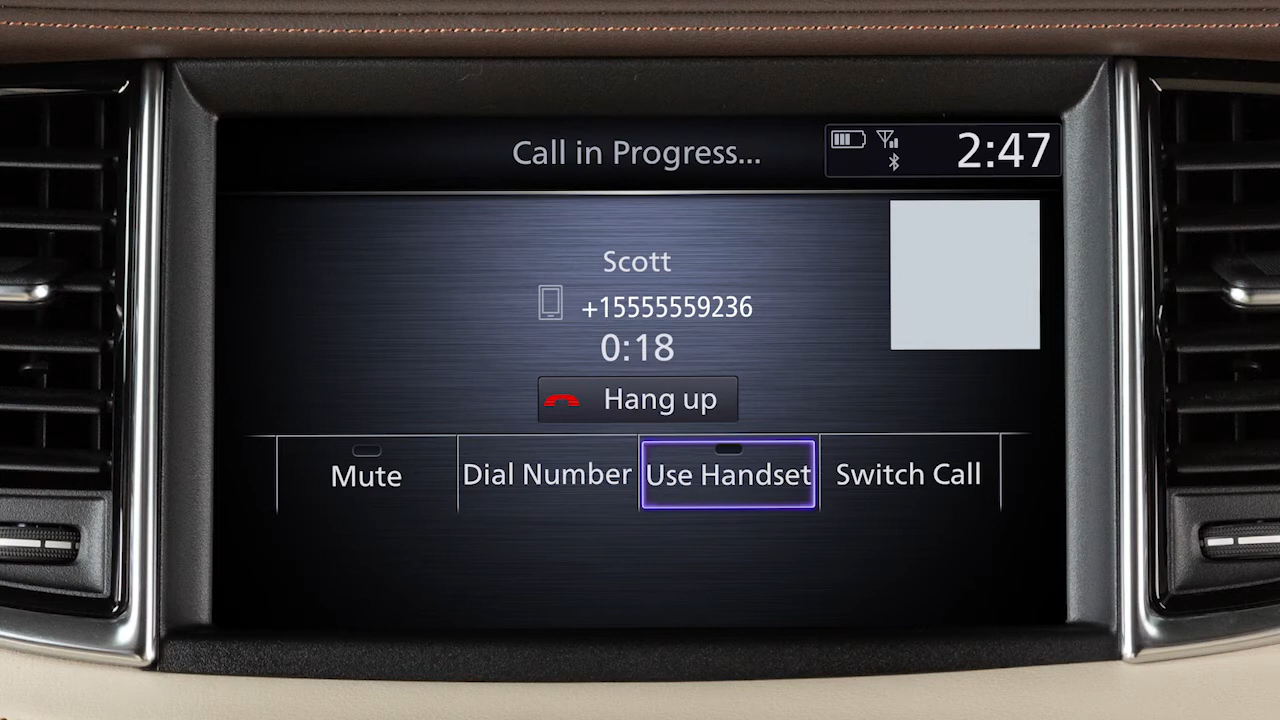 Call in Progress...
2:47
Scott
+15555559236
0:18
Hang up
Mute
Dial Number
Use Handset
Switch Call